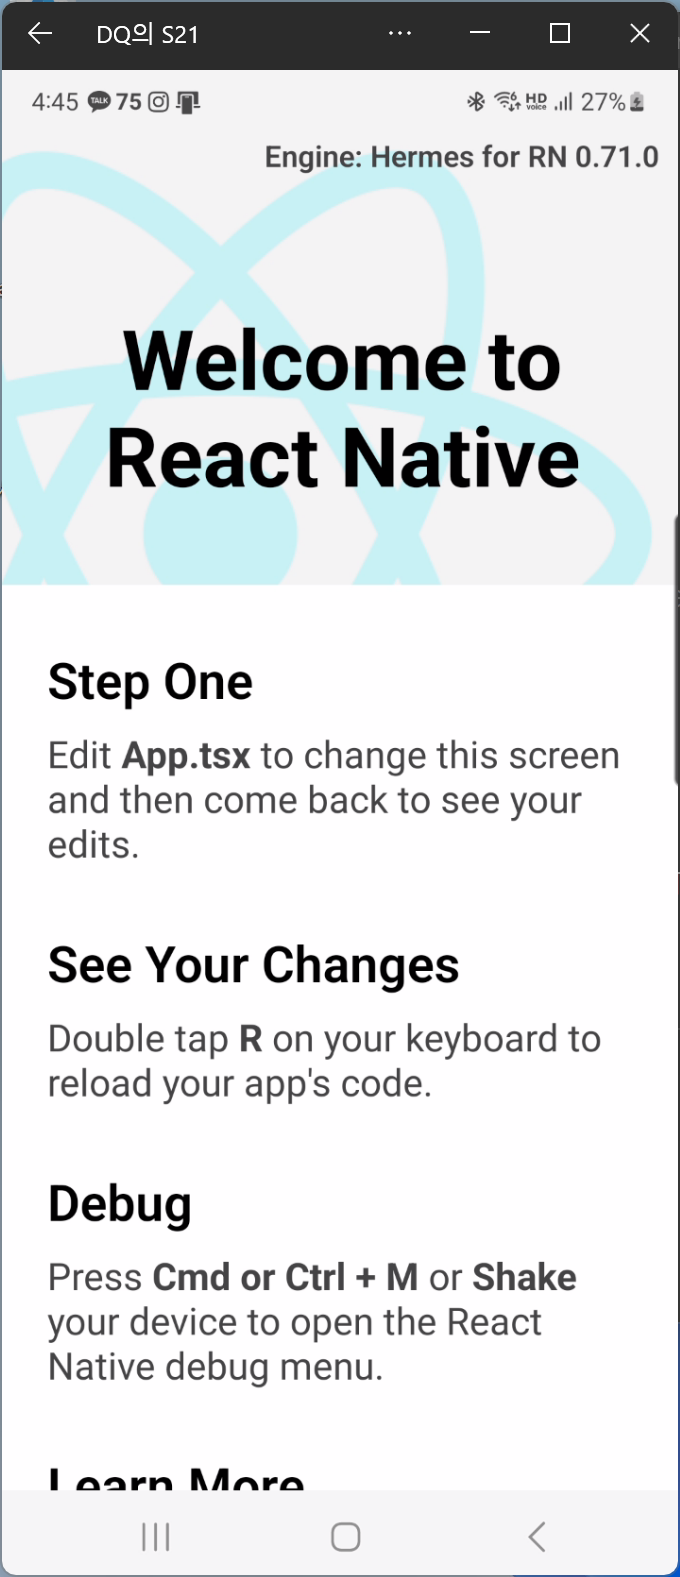 DQ의 S21
4:45 TALK 75 6 HD voice 27%
Engine: Hermes for RN 0.71.0
Welcome to
React Native
Step One
Edit App.tsx to change this screen
and then come back to see your
edits.
See Your Changes
Double tap R on your keyboard to
reload your app's code.
Debug
Press Cmd or Ctrl + M or Shake
your device to open the React
Native debug menu.
Learn More